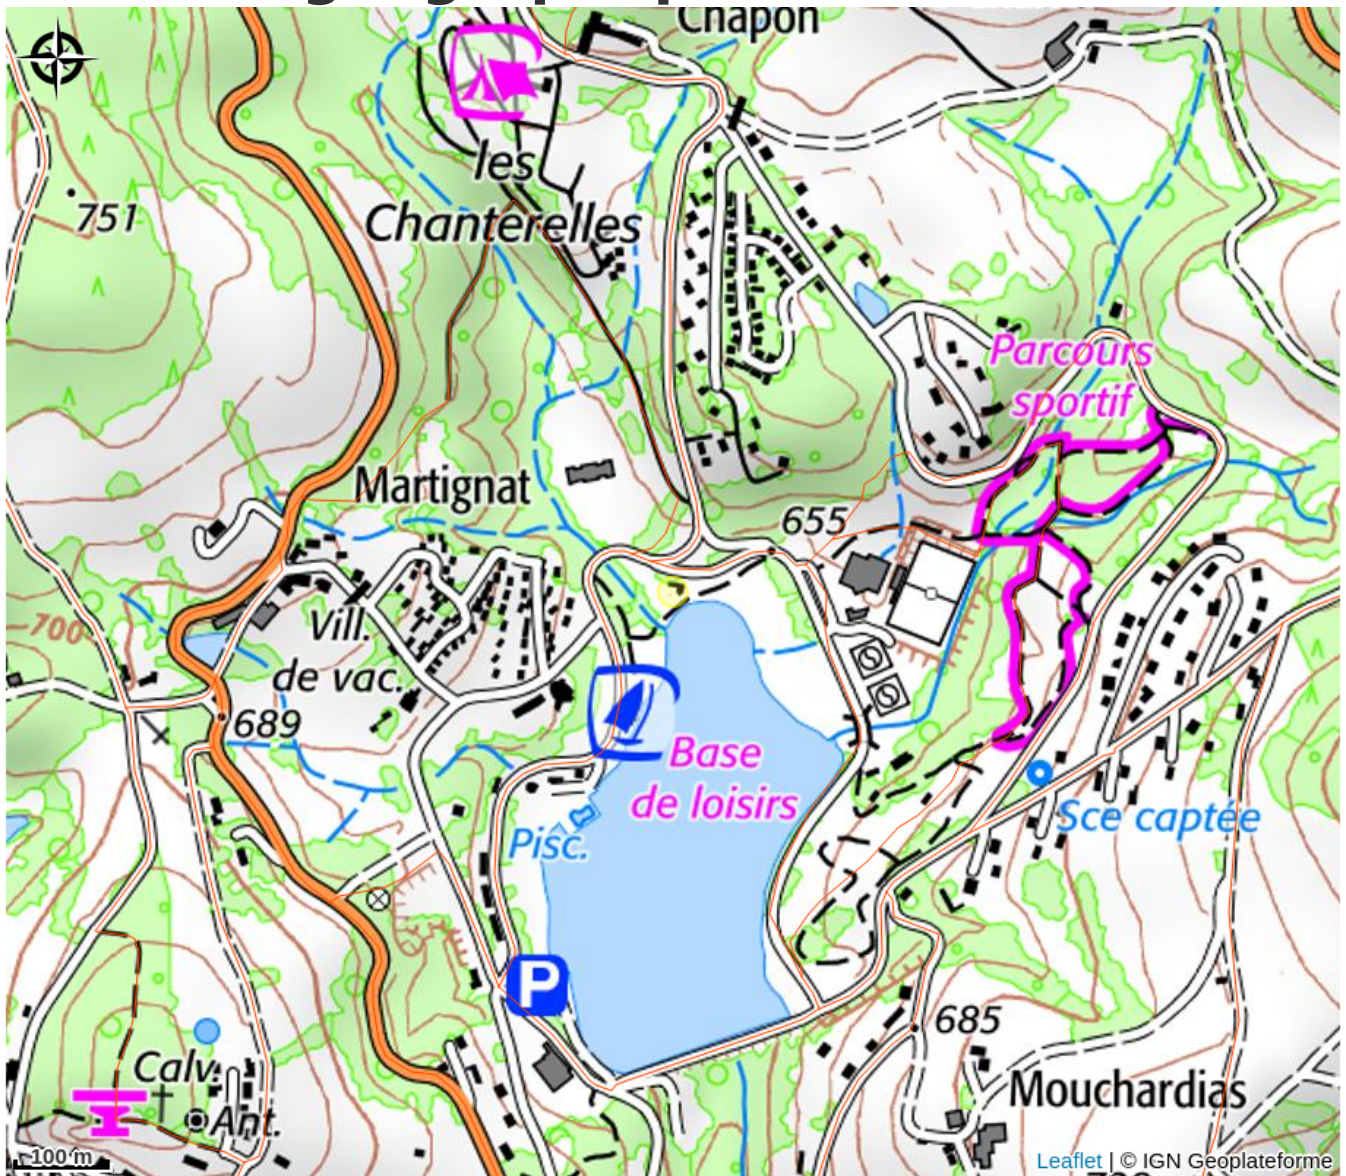 Chapon
les
Chanterelles
751
Parcours
sportif
Martignat
655
Vill.
de vac.
700
689
Base
de loisirs
Pisc.
Sce captée
P
685
Calv.
Ant.
Mouchardias
100 m
Leaflet | © IGN Geoplateforme